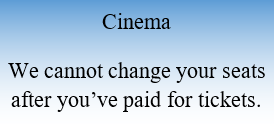 Cinema
We cannot change your seats
after you’ve paid for tickets.